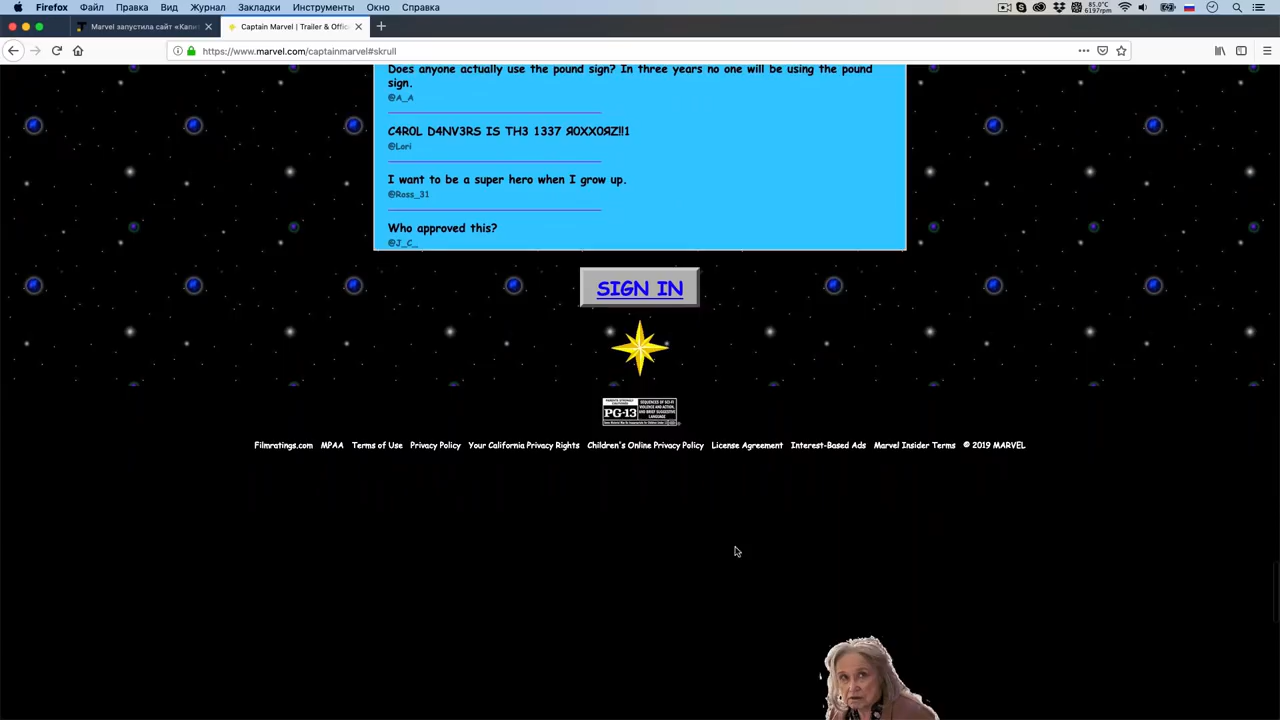 Firefox Файл Правка Вид Журнал Закладки Инструменты Окно Справка
85.0°C
6197rpm
Marvel запустила сайт «Капи
Captain Marvel | Trailer & Offic
https://www.marvel.com/captainmarvel#skrull
Does anyone actually use the pound sign? In three years no one will be using the pound
sign.
@A_A
C4R0L D4NV3RS IS TH3 1337 Я0XX0ЯZ!!1
@Lori
I want to be a super hero when I grow up.
@Ross_31
Who approved this?
@J_C_
SIGN IN
PG-13
Filmratings.com MPAA Terms of Use Privacy Policy Your California Privacy Rights Children's Online Privacy Policy License Agreement Interest-Based Ads Marvel Insider Terms © 2019 MARVEL